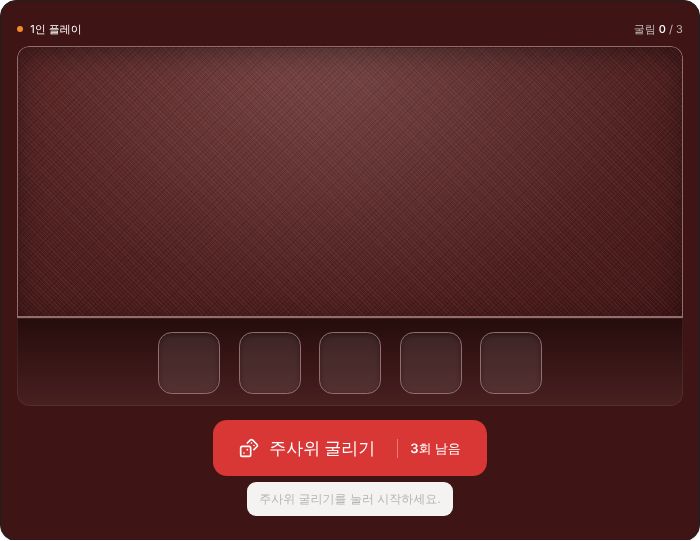 1인 플레이
굴림 0 / 3
주사위 굴리기
3회 남음
주사위 굴리기를 눌러 시작하세요.